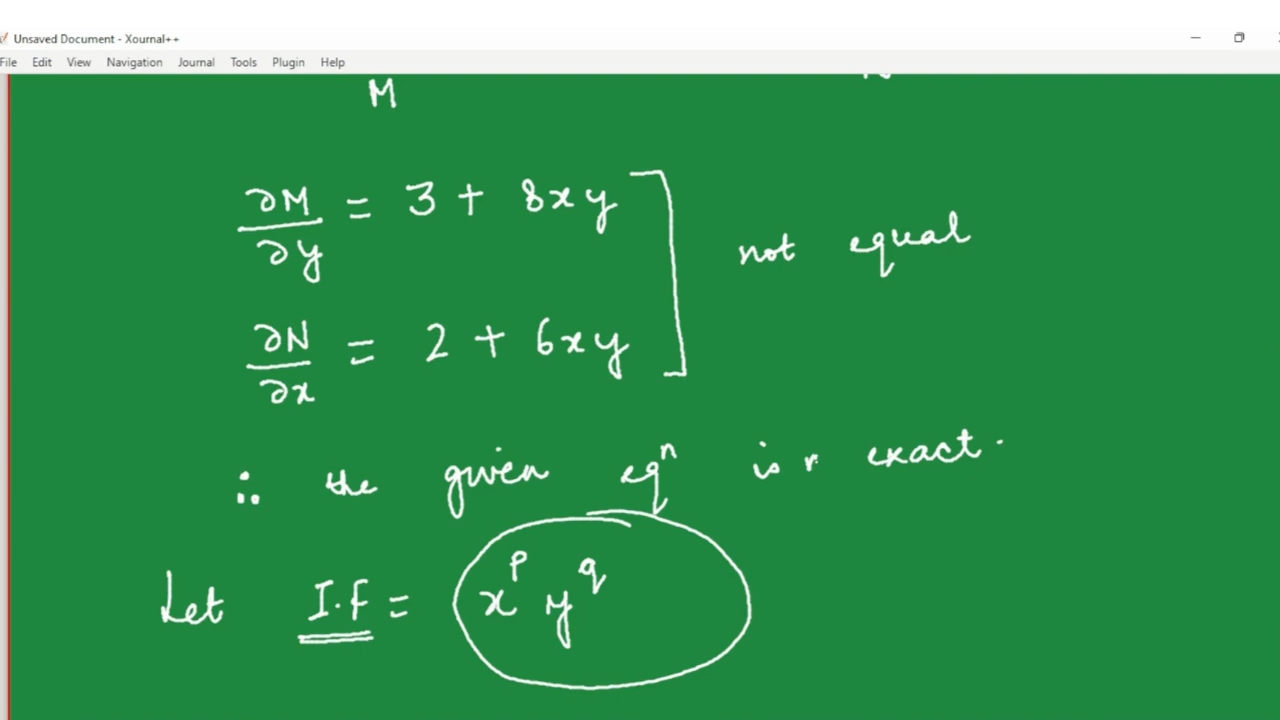 Unsaved Document - Xournal++
File Edit View Navigation Journal Tools Plugin Help
M
∂M/∂y = 3 + 8xy
not equal
∂N/∂x = 2 + 6xy
∴ the given eqⁿ is r exact.
Let I.F = x^p y^q